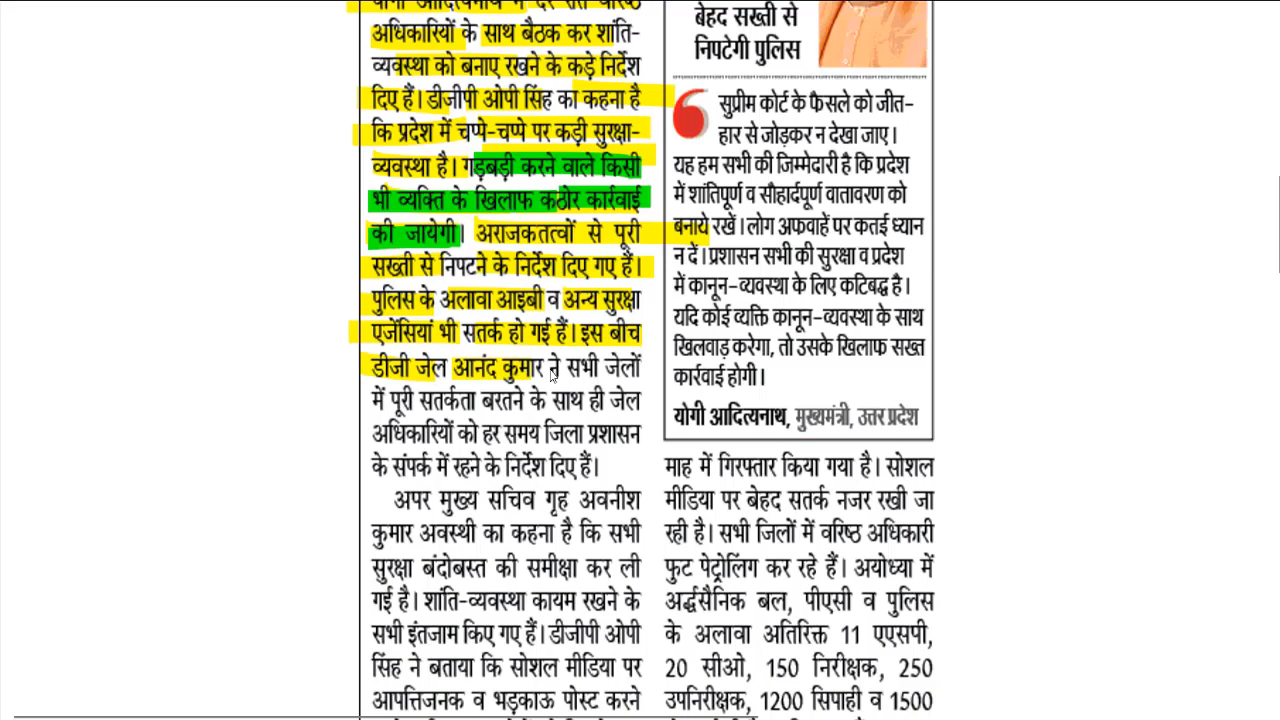 योगी आदित्यनाथ ने देर रात वरिष्ठ
अधिकारियों के साथ बैठक कर शांति-
व्यवस्था को बनाए रखने के कड़े निर्देश
दिए हैं। डीजीपी ओपी सिंह का कहना है
कि प्रदेश में चप्पे-चप्पे पर कड़ी सुरक्षा-
व्यवस्था है। गड़बड़ी करने वाले किसी
भी व्यक्ति के खिलाफ कठोर कार्रवाई
की जायेगी। अराजकतत्वों से पूरी
सख्ती से निपटने के निर्देश दिए गए हैं।
पुलिस के अलावा आइबी व अन्य सुरक्षा
एजेंसियां भी सतर्क हो गई हैं। इस बीच
डीजी जेल आनंद कुमार ने सभी जेलों
में पूरी सतर्कता बरतने के साथ ही जेल
अधिकारियों को हर समय जिला प्रशासन
के संपर्क में रहने के निर्देश दिए हैं।
अपर मुख्य सचिव गृह अवनीश
कुमार अवस्थी का कहना है कि सभी
सुरक्षा बंदोबस्त की समीक्षा कर ली
गई है। शांति-व्यवस्था कायम रखने के
सभी इंतजाम किए गए हैं। डीजीपी ओपी
सिंह ने बताया कि सोशल मीडिया पर
आपत्तिजनक व भड़काऊ पोस्ट करने
बेहद सख्ती से
निपटेगी पुलिस
सुप्रीम कोर्ट के फैसले को जीत-
हार से जोड़कर न देखा जाए।
यह हम सभी की जिम्मेदारी है कि प्रदेश
में शांतिपूर्ण व सौहार्दपूर्ण वातावरण को
बनाये रखें। लोग अफवाहें पर कतई ध्यान
न दें। प्रशासन सभी की सुरक्षा व प्रदेश
में कानून-व्यवस्था के लिए कटिबद्ध है।
यदि कोई व्यक्ति कानून-व्यवस्था के साथ
खिलवाड़ करेगा, तो उसके खिलाफ सख्त
कार्रवाई होगी।
योगी आदित्यनाथ, मुख्यमंत्री, उत्तर प्रदेश
माह में गिरफ्तार किया गया है। सोशल
मीडिया पर बेहद सतर्क नजर रखी जा
रही है। सभी जिलों में वरिष्ठ अधिकारी
फुट पेट्रोलिंग कर रहे हैं। अयोध्या में
अर्द्धसैनिक बल, पीएसी व पुलिस
के अलावा अतिरिक्त 11 एएसपी,
20 सीओ, 150 निरीक्षक, 250
उपनिरीक्षक, 1200 सिपाही व 1500